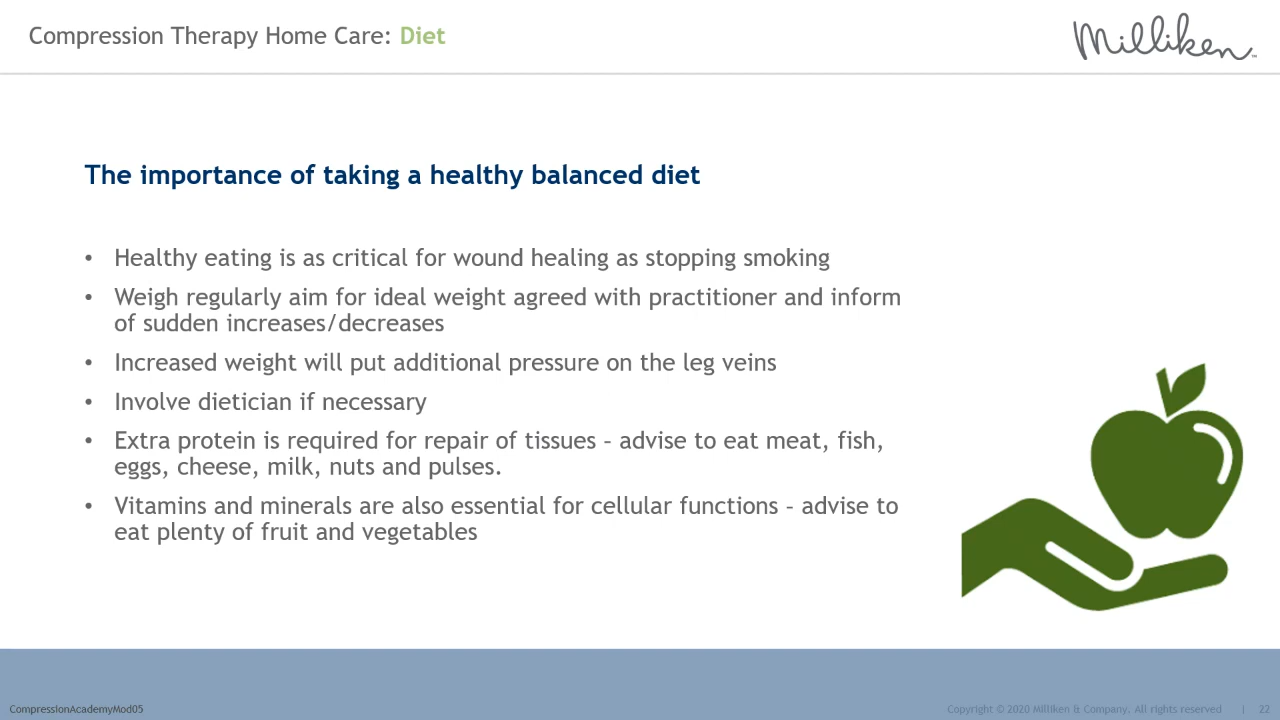 Compression Therapy Home Care: Diet
Milliken™
The importance of taking a healthy balanced diet
• Healthy eating is as critical for wound healing as stopping smoking
• Weigh regularly aim for ideal weight agreed with practitioner and inform
of sudden increases/decreases
• Increased weight will put additional pressure on the leg veins
• Involve dietician if necessary
• Extra protein is required for repair of tissues – advise to eat meat, fish,
eggs, cheese, milk, nuts and pulses.
• Vitamins and minerals are also essential for cellular functions – advise to
eat plenty of fruit and vegetables
CompressionAcademyMod05
Copyright © 2020 Milliken & Company. All rights reserved | 22